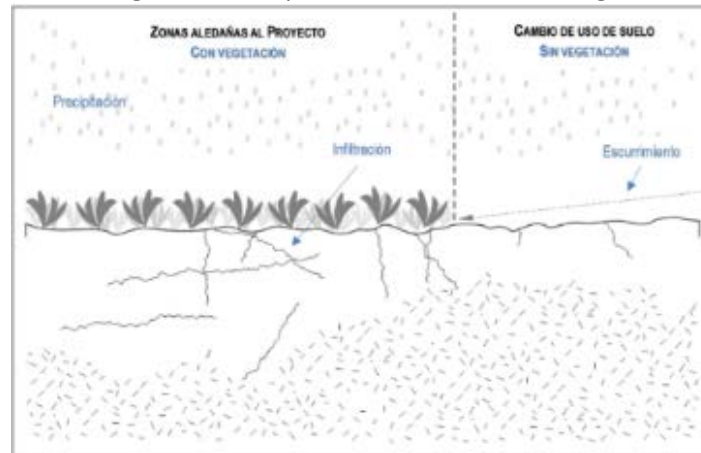 ZONAS ALEDAÑAS AL PROYECTO
CON VEGETACIÓN
CAMBIO DE USO DE SUELO
SIN VEGETACIÓN
Precipitación
Infiltración
Escurrimiento